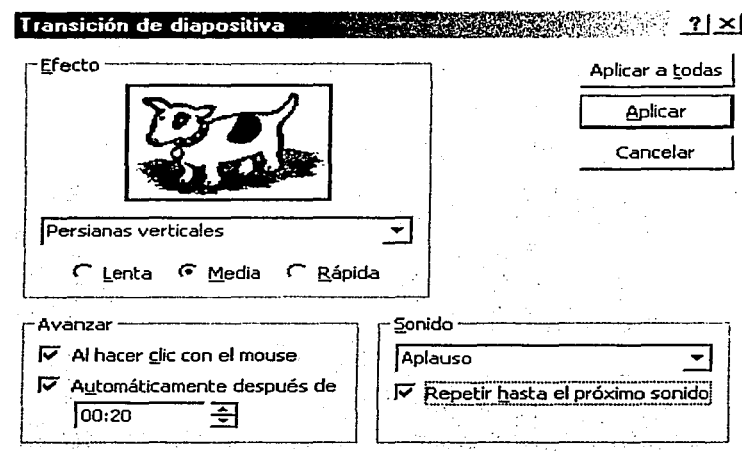 Transición de diapositiva
Efecto
Aplicar a todas
Aplicar
Cancelar
Persianas verticales
Lenta Media Rápida
Avanzar
Al hacer clic con el mouse
Automáticamente después de
00:20
Sonido
Aplauso
Repetir hasta el próximo sonido